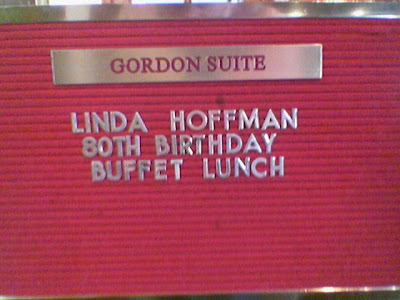 GORDON SUITE
LINDA HOFFMAN
80TH BIRTHDAY
BUFFET LUNCH